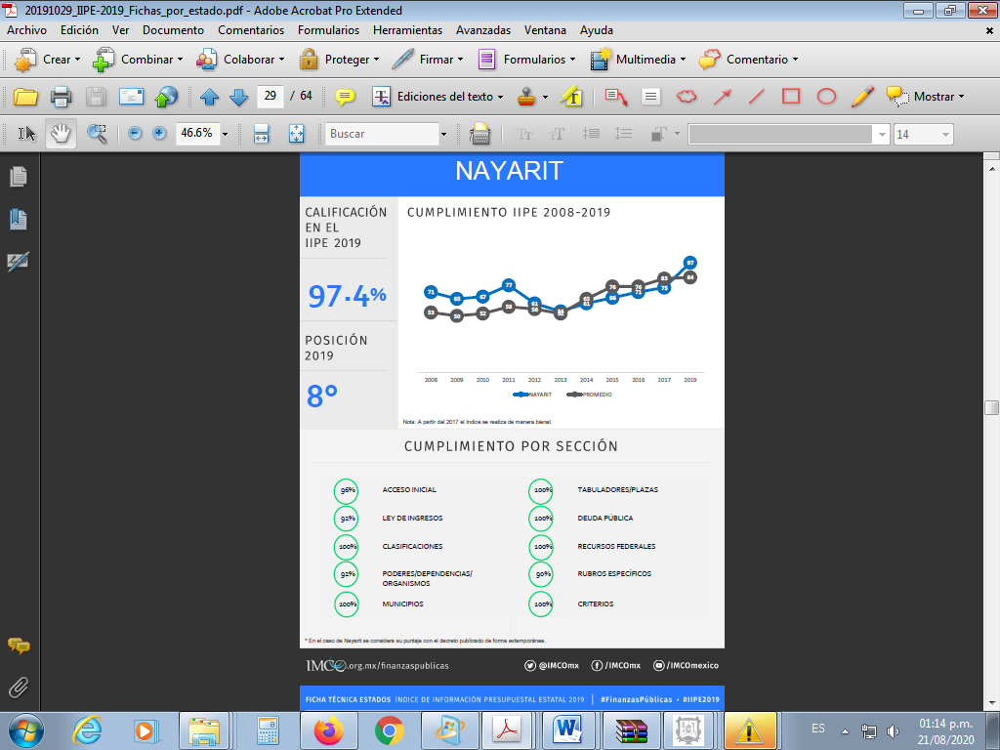 20191029_IIPE-2019_Fichas_por_estado.pdf - Adobe Acrobat Pro Extended
Archivo Edición Ver Documento Comentarios Formularios Herramientas Avanzadas Ventana Ayuda
Crear Combinar Colaborar Proteger Firmar Formularios Multimedia Comentario
29 / 64 Ediciones del texto Mostrar
46.6% Buscar 14
NAYARIT
CALIFICACIÓN
EN EL
IIPE 2019
97.4%
POSICIÓN
2019
8°
CUMPLIMIENTO IIPE 2008-2019
97
84
71 65 67 77 61 61 66 71 75
53 50 52 58 56 65 76 76 83
2008 2009 2010 2011 2012 2013 2014 2015 2016 2017 2019
NAYARIT PROMEDIO
Nota: A partir del 2017 el índice se realiza de manera bienal.
CUMPLIMIENTO POR SECCIÓN
96% ACCESO INICIAL
92% LEY DE INGRESOS
100% CLASIFICACIONES
92% PODERES/DEPENDENCIAS/
ORGANISMOS
100% MUNICIPIOS
100% TABULADORES/PLAZAS
100% DEUDA PÚBLICA
100% RECURSOS FEDERALES
90% RUBROS ESPECÍFICOS
100% CRITERIOS
* En el caso de Nayarit se considera su puntaje con el decreto publicado de forma extemporánea.
IMCO.org.mx/finanzaspublicas @IMCOmx /IMCOmx /IMCOmexico
FICHA TÉCNICA ESTADOS ÍNDICE DE INFORMACIÓN PRESUPUESTAL ESTATAL 2019 | #FinanzasPúblicas • #IIPE2019
ES 01:14 p.m.
21/08/2020